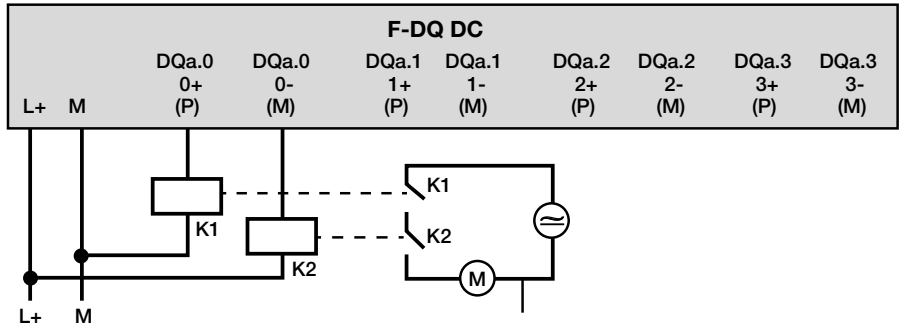 F-DQ DC
DQa.0 DQa.0 DQa.1 DQa.1 DQa.2 DQa.2 DQa.3 DQa.3
0+ 0- 1+ 1- 2+ 2- 3+ 3-
L+ M (P) (M) (P) (M) (P) (M) (P) (M)
K1
K1
K2
K2
M
L+ M